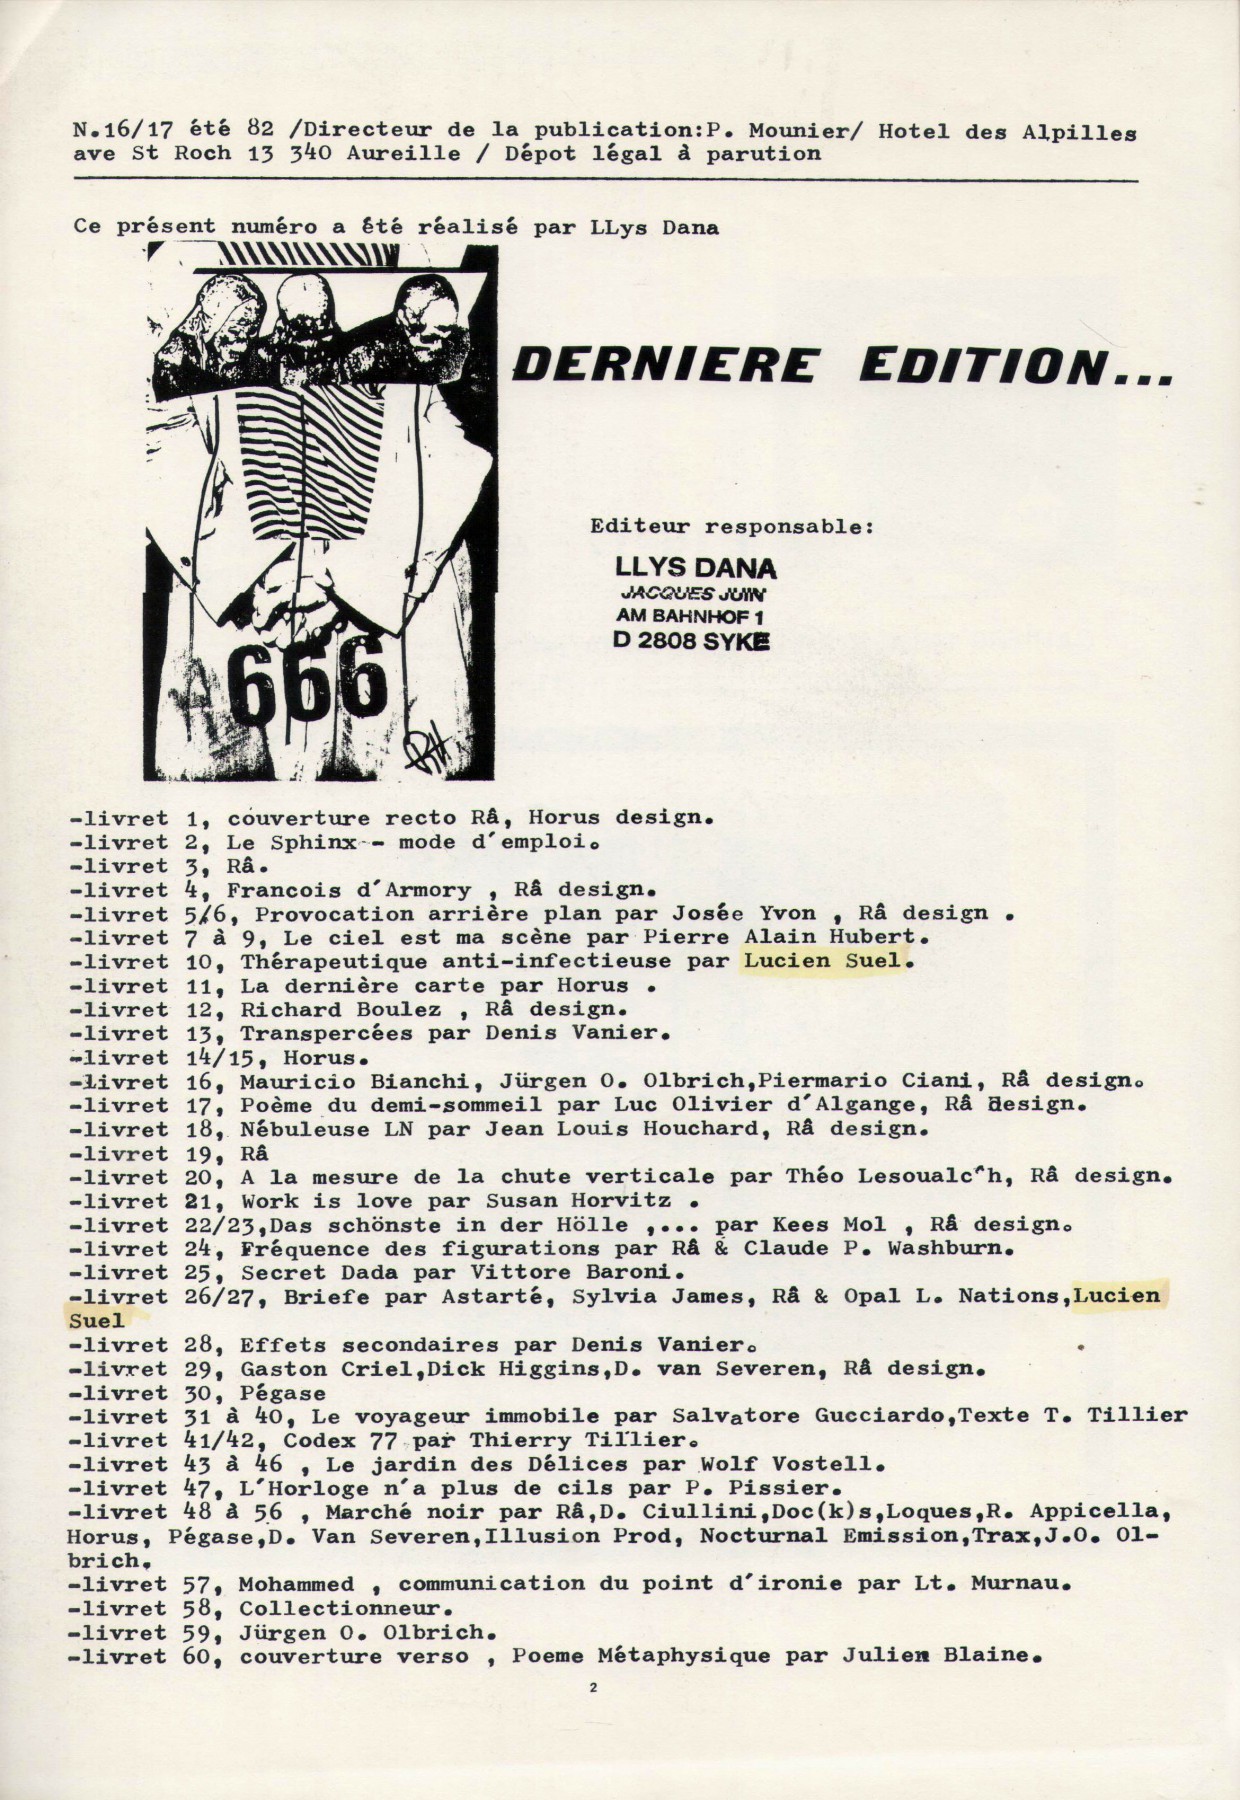 N.16/17 été 82 /Directeur de la publication:P. Mounier/ Hotel des Alpilles
ave St Roch 13 340 Aureille / Dépot légal à parution
Ce présent numéro a été réalisé par LLys Dana
DERNIERE EDITION...
Editeur responsable:
LLYS DANA
JACQUES JUIN
AM BAHNHOF 1
D 2808 SYKE
666
RH
-livret 1, couverture recto Râ, Horus design.
-livret 2, Le Sphinx - mode d'emploi.
-livret 3, Râ.
-livret 4, Francois d'Armory , Râ design.
-livret 5/6, Provocation arrière plan par Josée Yvon , Râ design .
-livret 7 à 9, Le ciel est ma scène par Pierre Alain Hubert.
-livret 10, Thérapeutique anti-infectieuse par Lucien Suel.
-livret 11, La dernière carte par Horus .
-livret 12, Richard Boulez , Râ design.
-livret 13, Transpercées par Denis Vanier.
-livret 14/15, Horus.
-livret 16, Mauricio Bianchi, Jürgen O. Olbrich,Piermario Ciani, Râ design.
-livret 17, Poème du demi-sommeil par Luc Olivier d'Algange, Râ design.
-livret 18, Nébuleuse LN par Jean Louis Houchard, Râ design.
-livret 19, Râ
-livret 20, A la mesure de la chute verticale par Théo Lesoualc'h, Râ design.
-livret 21, Work is love par Susan Horvitz .
-livret 22/23,Das schönste in der Hölle ,... par Kees Mol , Râ design.
-livret 24, Fréquence des figurations par Râ & Claude P. Washburn.
-livret 25, Secret Dada par Vittore Baroni.
-livret 26/27, Briefe par Astarté, Sylvia James, Râ & Opal L. Nations,Lucien
Suel
-livret 28, Effets secondaires par Denis Vanier.
-livret 29, Gaston Criel,Dick Higgins,D. van Severen, Râ design.
-livret 30, Pégase
-livret 31 à 40, Le voyageur immobile par Salvatore Gucciardo,Texte T. Tillier
-livret 41/42, Codex 77 par Thierry Tillier.
-livret 43 à 46 , Le jardin des Délices par Wolf Vostell.
-livret 47, L'Horloge n'a plus de cils par P. Pissier.
-livret 48 à 56 , Marché noir par Râ,D. Ciullini,Doc(k)s,Loques,R. Appicella,
Horus, Pégase,D. Van Severen,Illusion Prod, Nocturnal Emission,Trax,J.O. Ol-
brich.
-livret 57, Mohammed , communication du point d'ironie par Lt. Murnau.
-livret 58, Collectionneur.
-livret 59, Jürgen O. Olbrich.
-livret 60, couverture verso , Poeme Métaphysique par Julien Blaine.
2